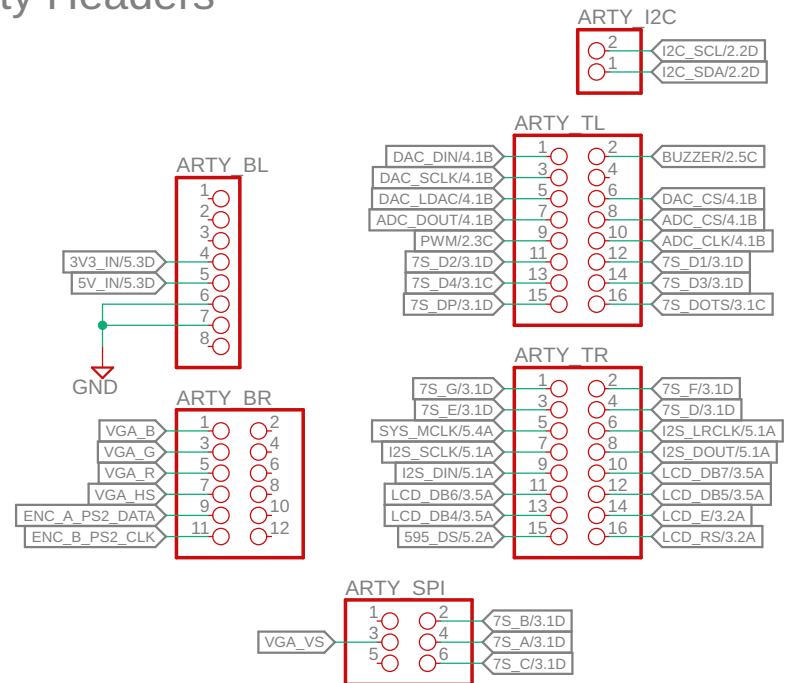 ty Headers
ARTY_I2C
2 I2C_SCL/2.2D
1 I2C_SDA/2.2D
ARTY_TL
DAC_DIN/4.1B 1 2 BUZZER/2.5C
DAC_SCLK/4.1B 3 4
DAC_LDAC/4.1B 5 6 DAC_CS/4.1B
ADC_DOUT/4.1B 7 8 ADC_CS/4.1B
PWM/2.3C 9 10 ADC_CLK/4.1B
7S_D2/3.1D 11 12 7S_D1/3.1D
7S_D4/3.1C 13 14 7S_D3/3.1D
7S_DP/3.1D 15 16 7S_DOTS/3.1C
ARTY_BL
1
2
3
3V3_IN/5.3D 4
5V_IN/5.3D 5
6
7
8
GND
ARTY_TR
7S_G/3.1D 1 2 7S_F/3.1D
7S_E/3.1D 3 4 7S_D/3.1D
SYS_MCLK/5.4A 5 6 I2S_LRCLK/5.1A
I2S_SCLK/5.1A 7 8 I2S_DOUT/5.1A
I2S_DIN/5.1A 9 10 LCD_DB7/3.5A
LCD_DB6/3.5A 11 12 LCD_DB5/3.5A
LCD_DB4/3.5A 13 14 LCD_E/3.2A
595_DS/5.2A 15 16 LCD_RS/3.2A
ARTY_BR
VGA_B 1 2
VGA_G 3 4
VGA_R 5 6
VGA_HS 7 8
ENC_A_PS2_DATA 9 10
ENC_B_PS2_CLK 11 12
ARTY_SPI
1 2 7S_B/3.1D
VGA_VS 3 4 7S_A/3.1D
5 6 7S_C/3.1D